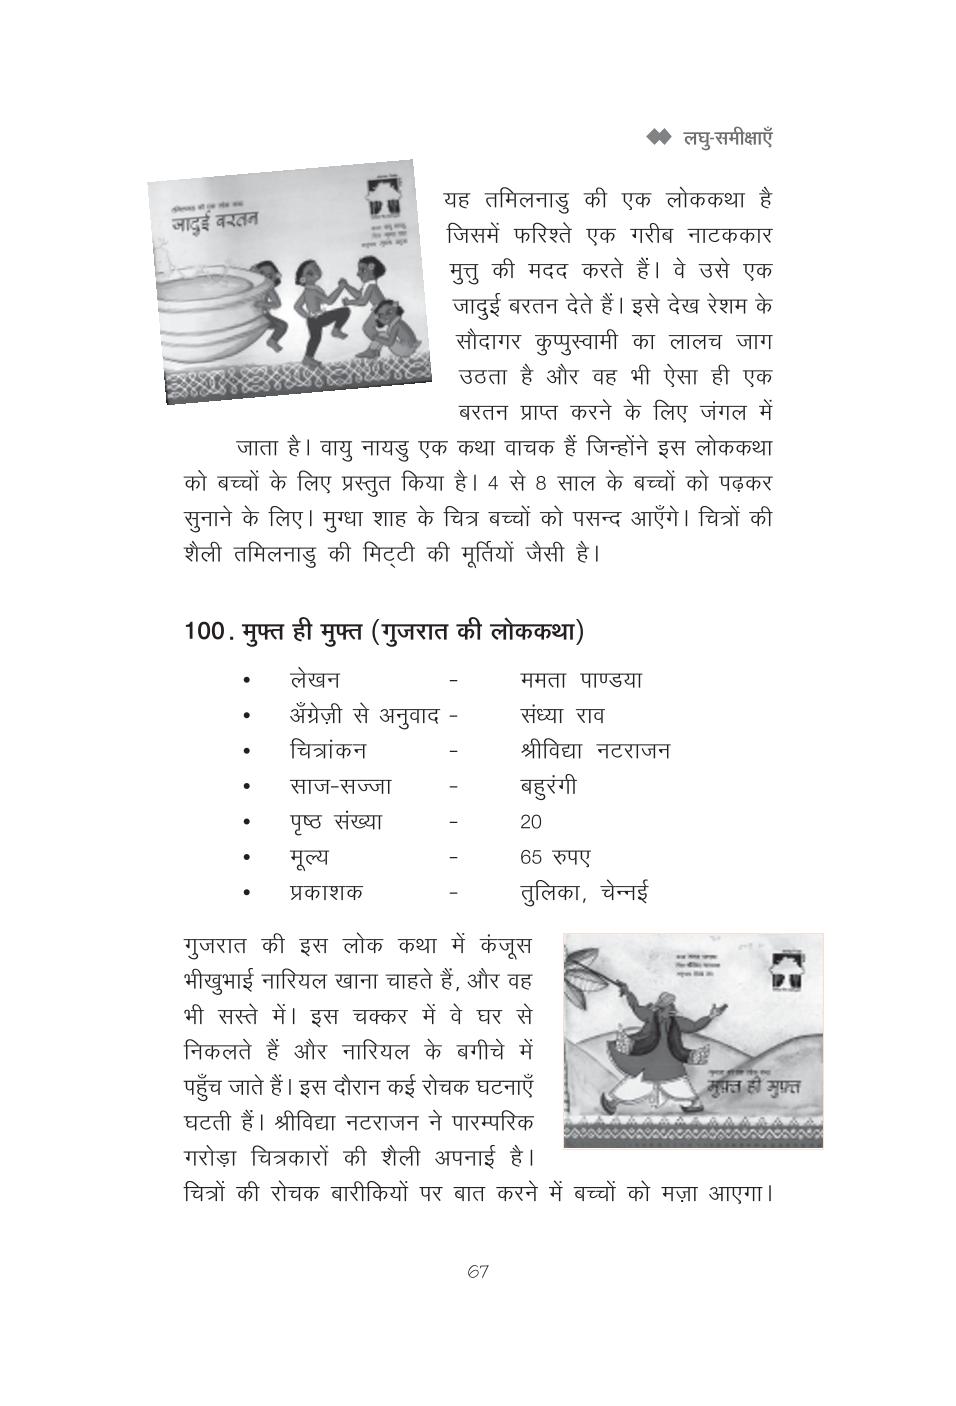 लघु-समीक्षाएँ
जादुई बरतन
यह तमिलनाडु की एक लोककथा है
जिसमें फरिश्ते एक गरीब नाटककार
मुत्तु की मदद करते हैं। वे उसे एक
जादुई बरतन देते हैं। इसे देख रेशम के
सौदागर कुप्पुस्वामी का लालच जाग
उठता है और वह भी ऐसा ही एक
बरतन प्राप्त करने के लिए जंगल में
जाता है। वायु नायडु एक कथा वाचक हैं जिन्होंने इस लोककथा
को बच्चों के लिए प्रस्तुत किया है। 4 से 8 साल के बच्चों को पढ़कर
सुनाने के लिए। मुग्धा शाह के चित्र बच्चों को पसन्द आएँगे। चित्रों की
शैली तमिलनाडु की मिट्टी की मूर्तियों जैसी है।
100. मुफ्त ही मुफ्त (गुजरात की लोककथा)
• लेखन - ममता पाण्डया
• अँग्रेज़ी से अनुवाद - संध्या राव
• चित्रांकन - श्रीविद्या नटराजन
• साज-सज्जा - बहुरंगी
• पृष्ठ संख्या - 20
• मूल्य - 65 रुपए
• प्रकाशक - तुलिका, चेन्नई
गुजरात की इस लोक कथा में कंजूस
भीखुभाई नारियल खाना चाहते हैं, और वह
भी सस्ते में। इस चक्कर में वे घर से
निकलते हैं और नारियल के बगीचे में
पहुँच जाते हैं। इस दौरान कई रोचक घटनाएँ
घटती हैं। श्रीविद्या नटराजन ने पारम्परिक
गरोड़ा चित्रकारों की शैली अपनाई है।
चित्रों की रोचक बारीकियों पर बात करने में बच्चों को मज़ा आएगा।
मुफ़्त ही मुफ़्त
67